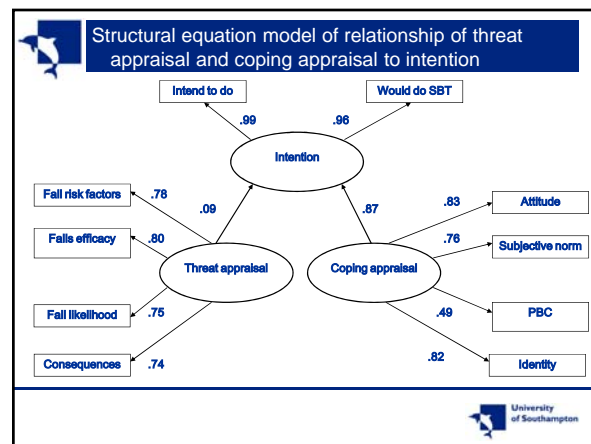 Structural equation model of relationship of threat
appraisal and coping appraisal to intention
Intend to do
Would do SBT
.99
.96
Intention
Fall risk factors
.78
.09
.87
.83
Attitude
Falls efficacy
.80
.76
Subjective norm
Threat appraisal
Coping appraisal
Fall likelihood
.75
.49
PBC
Consequences
.74
.82
Identity
University
of Southampton